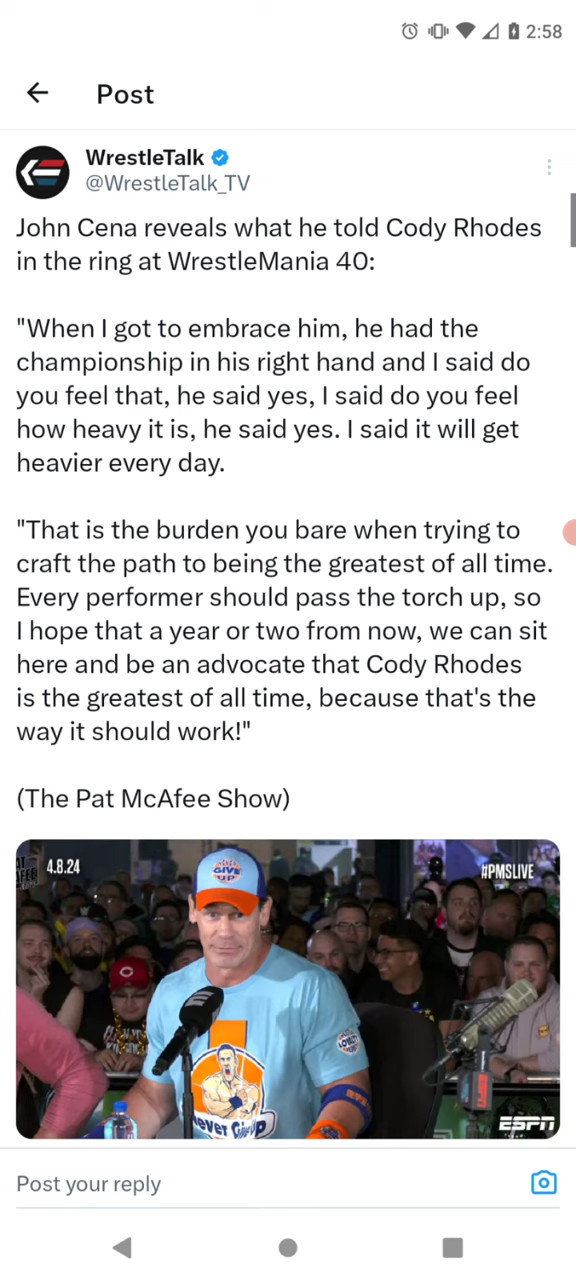 2:58
Post
WrestleTalk
@WrestleTalk_TV
John Cena reveals what he told Cody Rhodes
in the ring at WrestleMania 40:
"When I got to embrace him, he had the
championship in his right hand and I said do
you feel that, he said yes, I said do you feel
how heavy it is, he said yes. I said it will get
heavier every day.
"That is the burden you bare when trying to
craft the path to being the greatest of all time.
Every performer should pass the torch up, so
I hope that a year or two from now, we can sit
here and be an advocate that Cody Rhodes
is the greatest of all time, because that's the
way it should work!"
(The Pat McAfee Show)
4.8.24
#PMSLIVE
GIVE
UP
LOYALTY
Never Give Up
ESPN
Post your reply